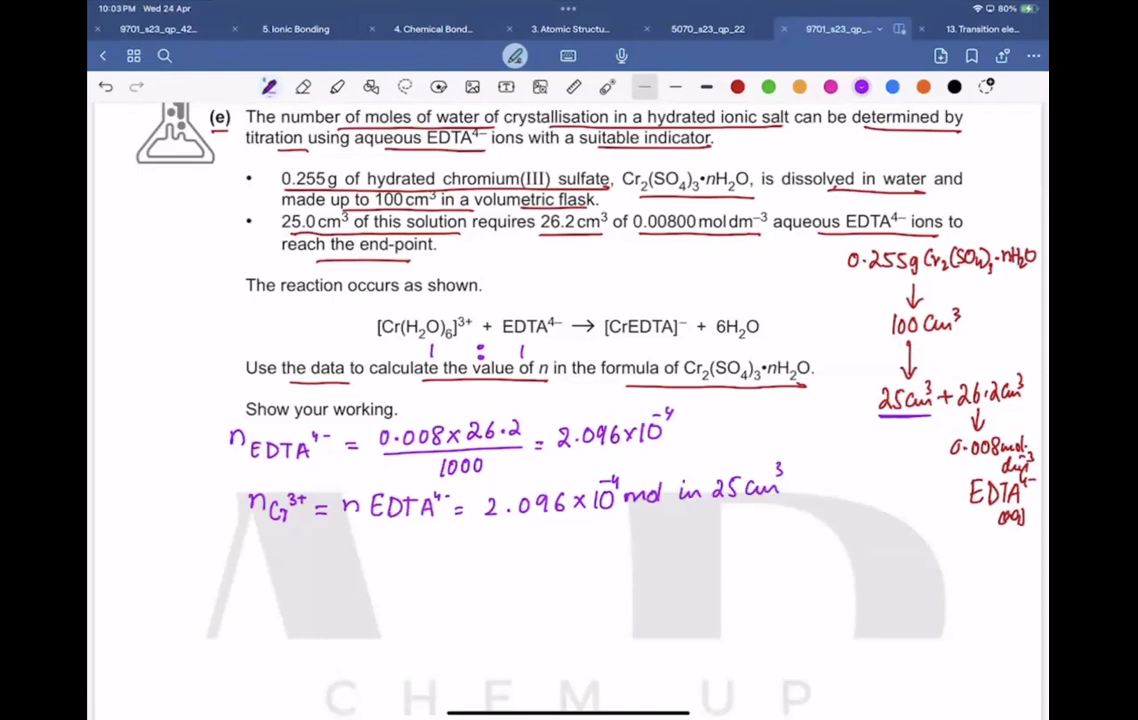 10:03 PM Wed 24 Apr
80%
9701_s23_qp_42...
5. Ionic Bonding
4. Chemical Bond...
3. Atomic Structu...
5070_s23_qp_22
9701_s23_qp_...
13. Transition ele...
(e) The number of moles of water of crystallisation in a hydrated ionic salt can be determined by
titration using aqueous EDTA⁴⁻ ions with a suitable indicator.
• 0.255 g of hydrated chromium(III) sulfate, Cr₂(SO₄)₃•nH₂O, is dissolved in water and
made up to 100 cm³ in a volumetric flask.
• 25.0 cm³ of this solution requires 26.2 cm³ of 0.00800 mol dm⁻³ aqueous EDTA⁴⁻ ions to
reach the end-point.
0.255g Cr₂(SO₄)₃·nH₂O
↓
100 cm³
↓
25cm³ + 26.2cm³
↓
0.008mol
dm⁻³
EDTA⁴⁻
(aq)
The reaction occurs as shown.
[Cr(H₂O)₆]³⁺ + EDTA⁴⁻ → [CrEDTA]⁻ + 6H₂O
1 : 1
Use the data to calculate the value of n in the formula of Cr₂(SO₄)₃•nH₂O.
Show your working.
n EDTA⁴⁻ = 0.008 × 26.2 / 1000 = 2.096×10⁻⁴
n Cr³⁺ = n EDTA⁴⁻ = 2.096 × 10⁻⁴ mol in 25 cm³
CHEM UP